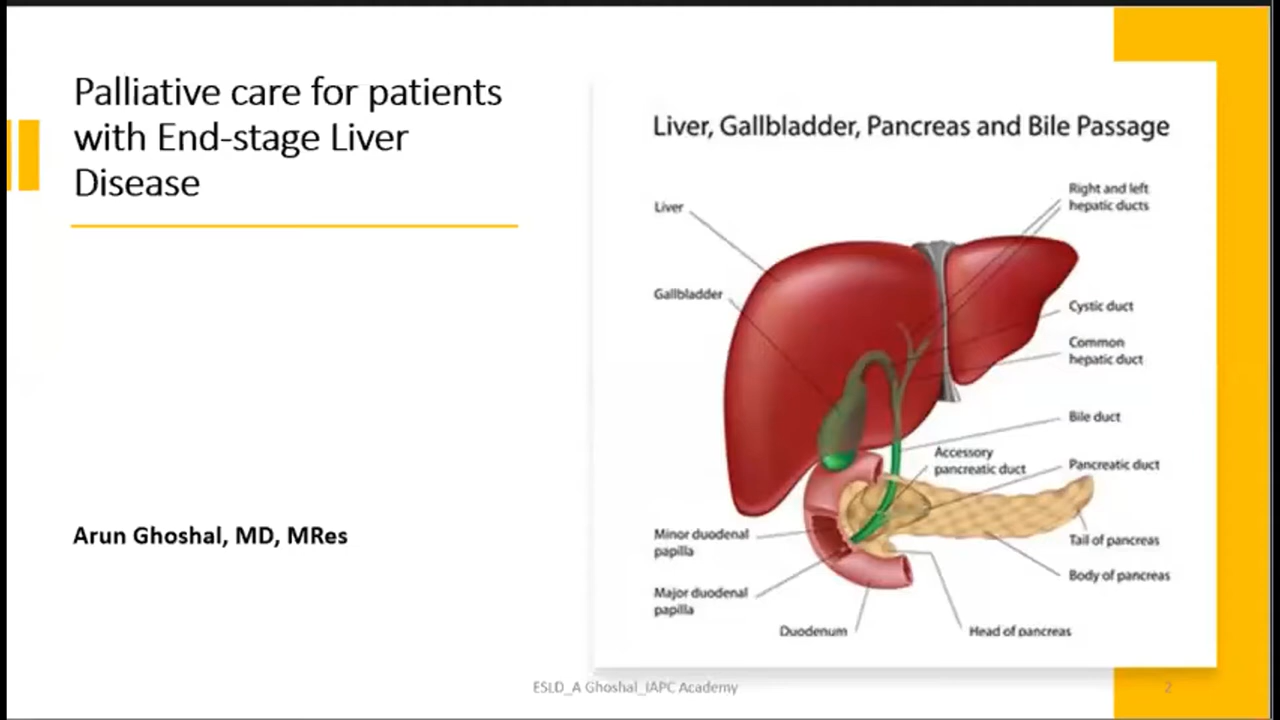 Palliative care for patients
with End-stage Liver
Disease
Arun Ghoshal, MD, MRes
Liver, Gallbladder, Pancreas and Bile Passage
Right and left
hepatic ducts
Liver
Gallbladder
Cystic duct
Common
hepatic duct
Bile duct
Accessory
pancreatic duct
Pancreatic duct
Minor duodenal
papilla
Tail of pancreas
Body of pancreas
Major duodenal
papilla
Duodenum
Head of pancreas
ESLD_A Ghoshal_IAPC Academy
2